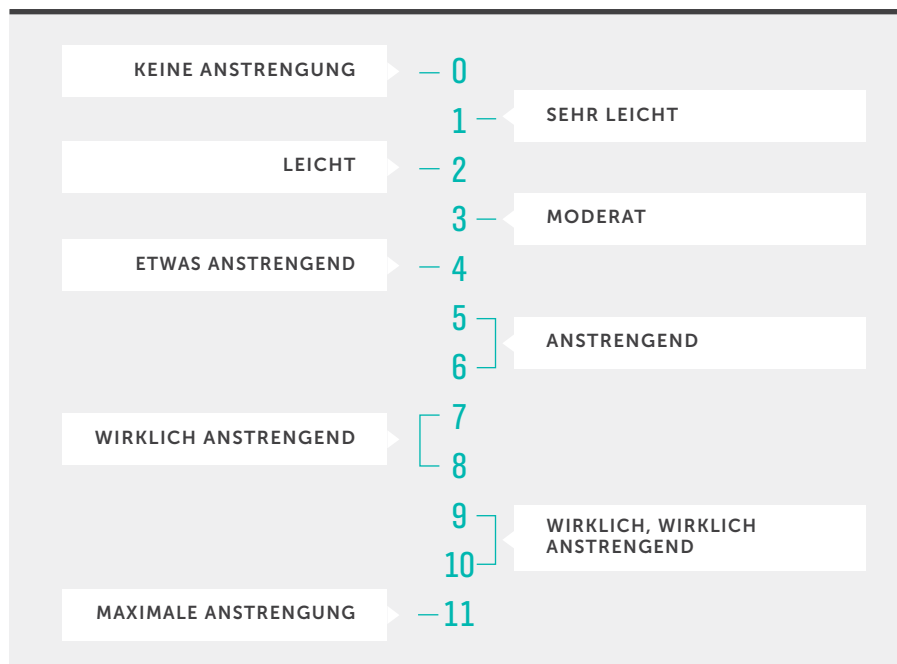 KEINE ANSTRENGUNG
0
1
SEHR LEICHT
LEICHT
2
3
MODERAT
ETWAS ANSTRENGEND
4
5
6
ANSTRENGEND
WIRKLICH ANSTRENGEND
7
8
9
10
WIRKLICH, WIRKLICH
ANSTRENGEND
MAXIMALE ANSTRENGUNG
11